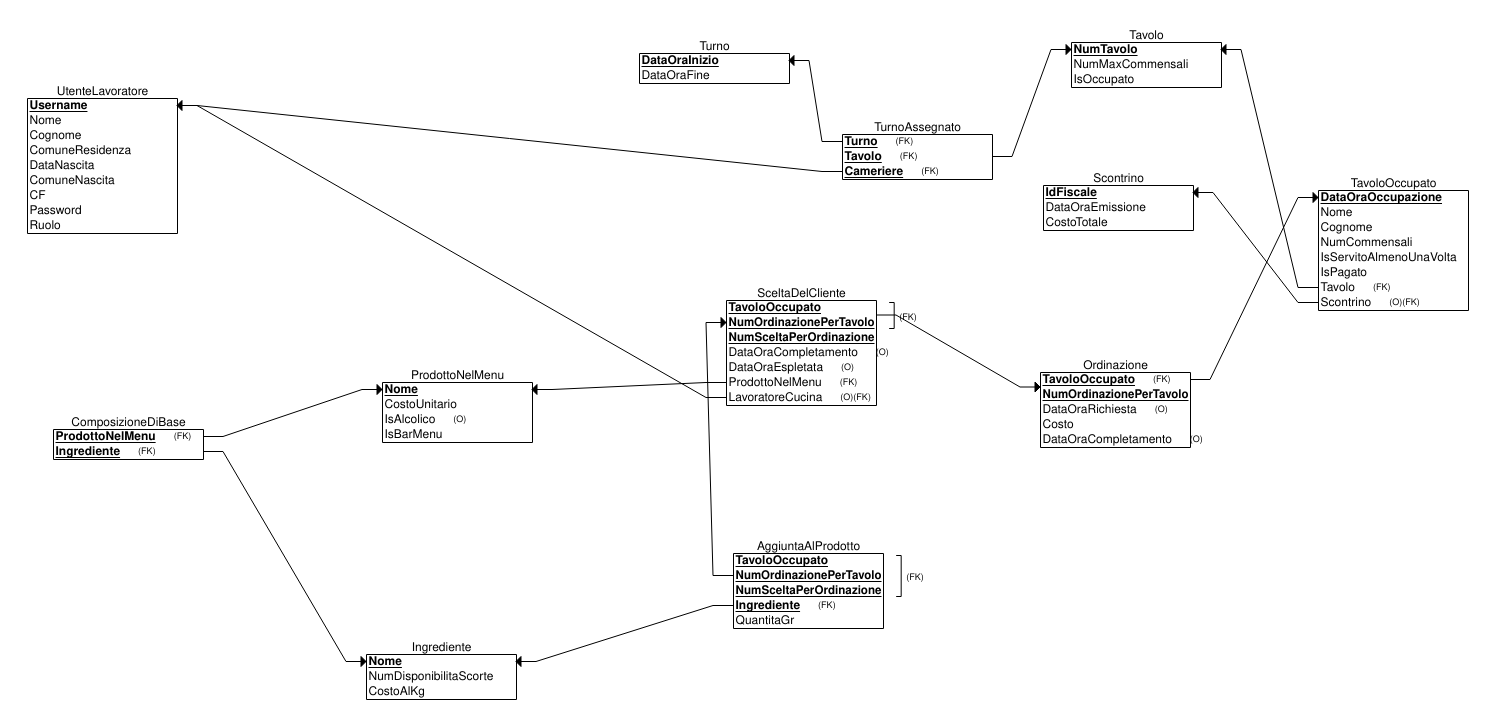 Turno
DataOraInizio
DataOraFine
Tavolo
NumTavolo
NumMaxCommensali
IsOccupato
UtenteLavoratore
Username
Nome
Cognome
ComuneResidenza
DataNascita
ComuneNascita
CF
Password
Ruolo
TurnoAssegnato
Turno (FK)
Tavolo (FK)
Cameriere (FK)
Scontrino
IdFiscale
DataOraEmissione
CostoTotale
TavoloOccupato
DataOraOccupazione
Nome
Cognome
NumCommensali
IsServitoAlmenoUnaVolta
IsPagato
Tavolo (FK)
Scontrino (O)(FK)
SceltaDelCliente
TavoloOccupato
NumOrdinazionePerTavolo (FK)
NumSceltaPerOrdinazione
DataOraCompletamento (O)
DataOraEspletata (O)
ProdottoNelMenu (FK)
LavoratoreCucina (O)(FK)
Ordinazione
TavoloOccupato (FK)
NumOrdinazionePerTavolo
DataOraRichiesta (O)
Costo
DataOraCompletamento (O)
ProdottoNelMenu
Nome
CostoUnitario
IsAlcolico (O)
IsBarMenu
ComposizioneDiBase
ProdottoNelMenu (FK)
Ingrediente (FK)
AggiuntaAlProdotto
TavoloOccupato
NumOrdinazionePerTavolo (FK)
NumSceltaPerOrdinazione
Ingrediente (FK)
QuantitaGr
Ingrediente
Nome
NumDisponibilitaScorte
CostoAlKg